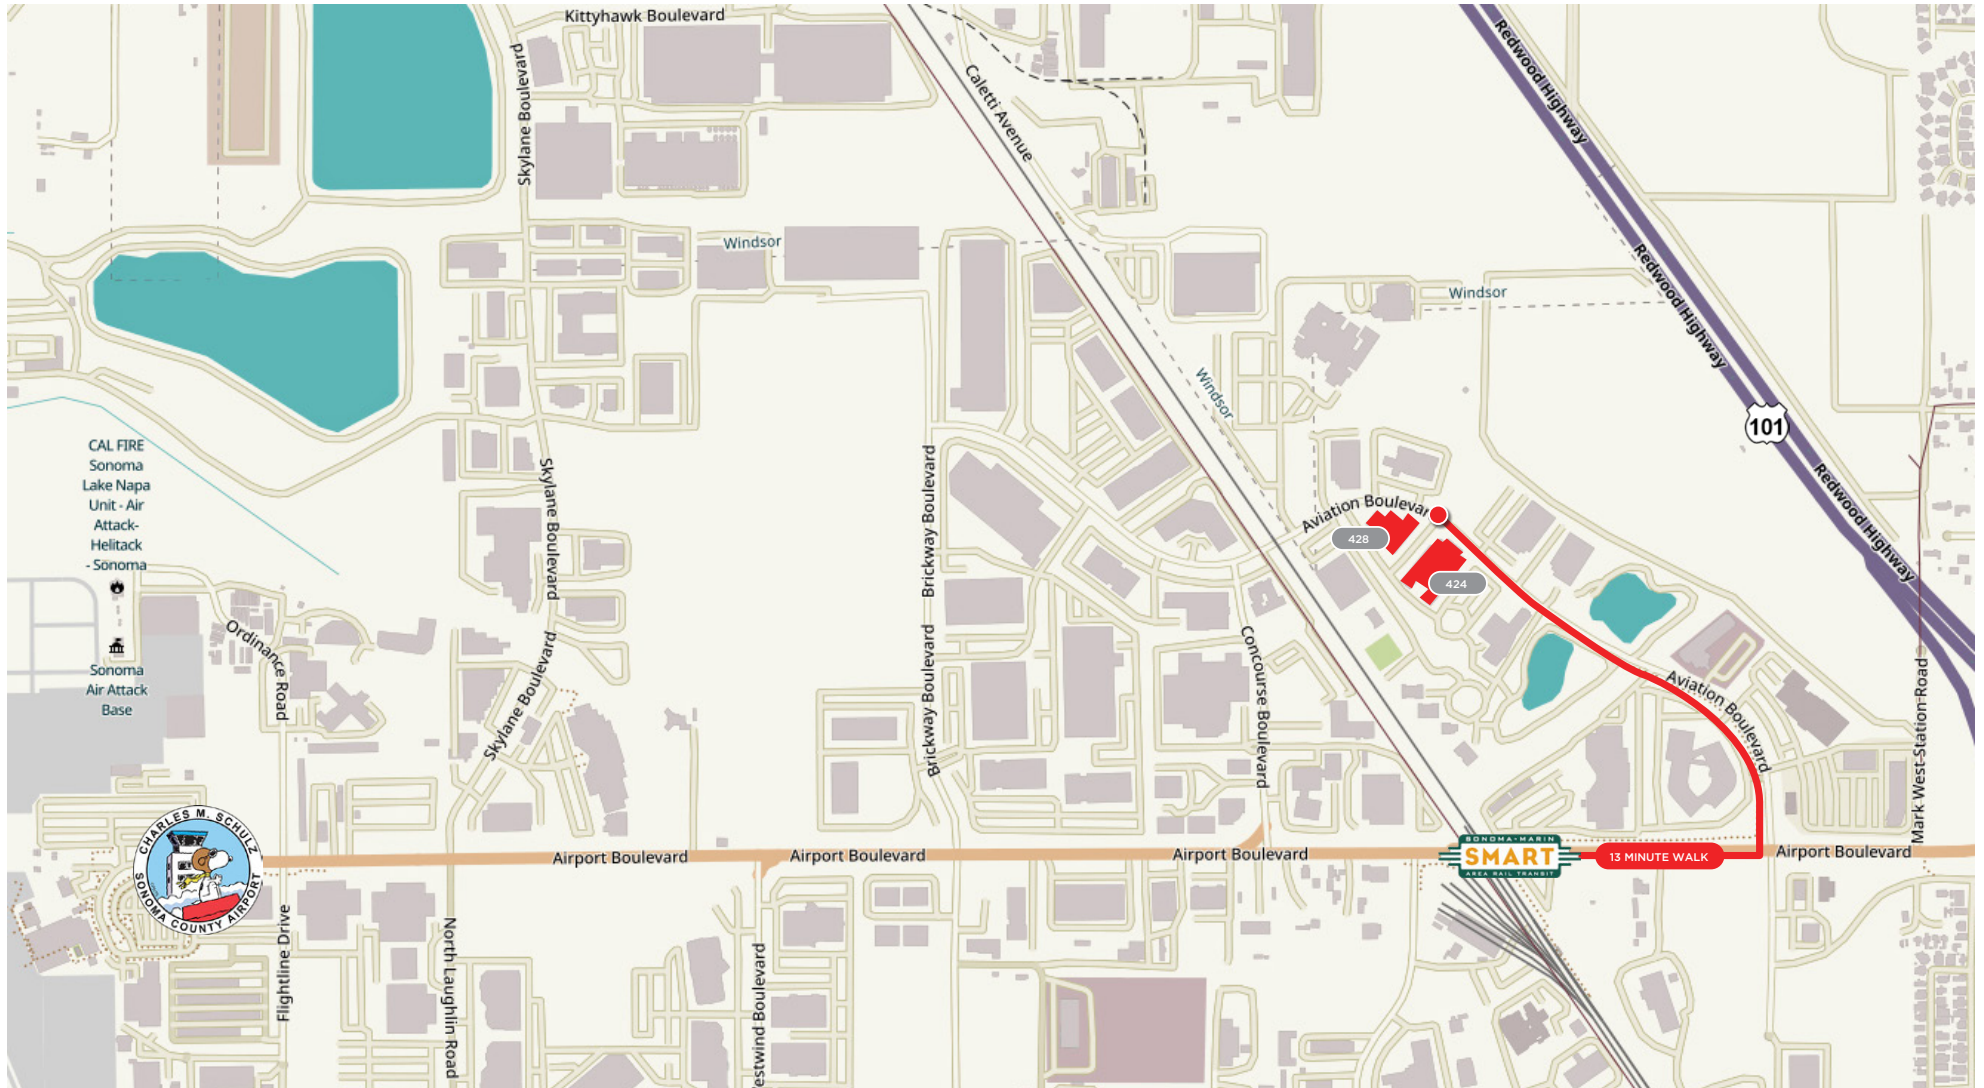 Kittyhawk Boulevard
Skylane Boulevard
Caletti Avenue
Redwood Highway
Windsor
Redwood Highway
Windsor
Windsor
101
CAL FIRE
Sonoma
Lake Napa
Unit - Air
Attack-
Helitack
- Sonoma
Skylane Boulevard
Brickway Boulevard
Aviation Boulevar
428
424
Redwood Highway
Ordinance Road
Sonoma
Air Attack
Base
Skylane Boulevard
Brickway Boulevard
Concourse Boulevard
Aviation Boulevard
Mark West Station Road
CHARLES M. SCHULZ
SONOMA COUNTY AIRPORT
Airport Boulevard
Airport Boulevard
Airport Boulevard
SONOMA-MARIN
SMART
AREA RAIL TRANSIT
13 MINUTE WALK
Airport Boulevard
Flightline Drive
North Laughlin Road
estwind Boulevard